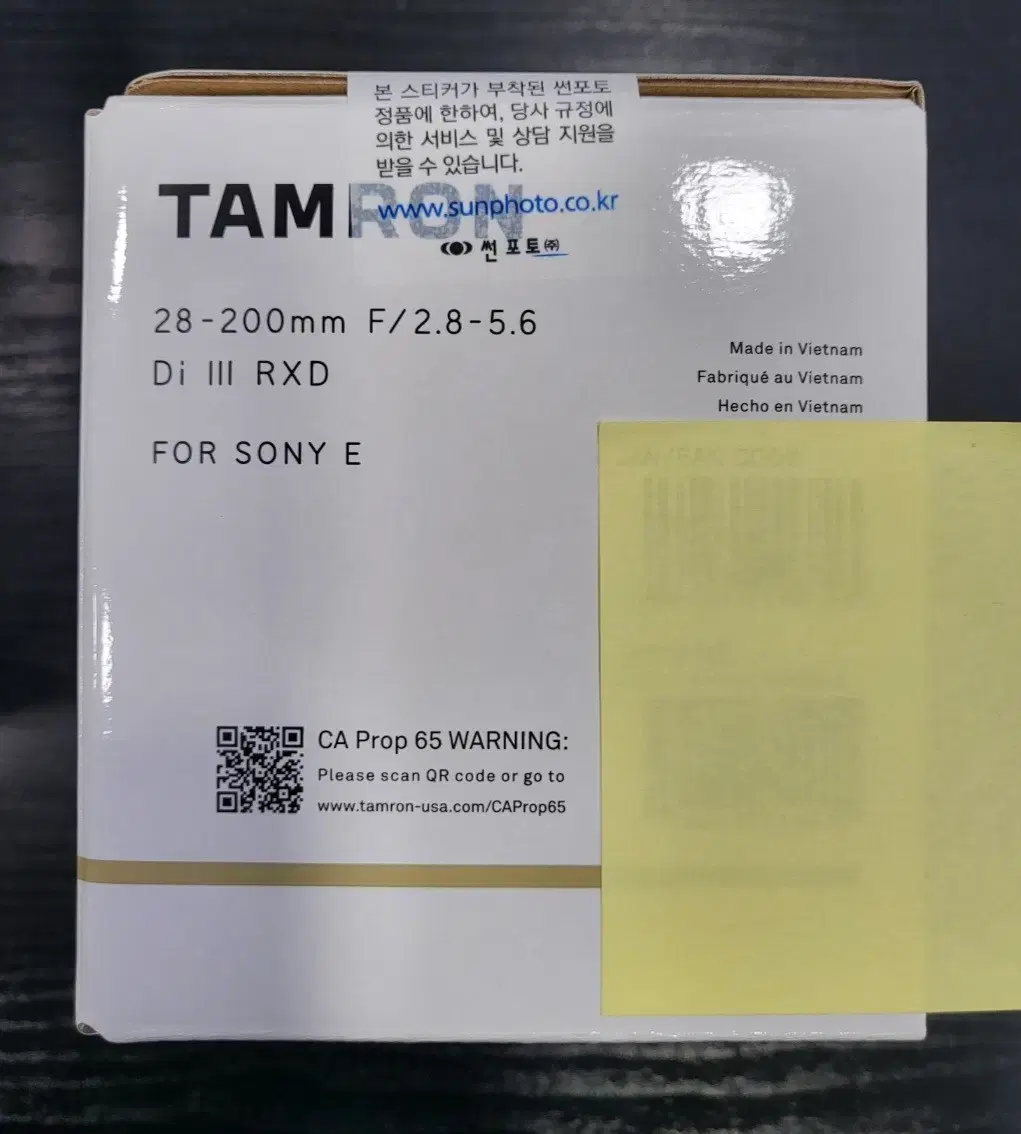 본 스티커가 부착된 썬포토
정품에 한하여, 당사 규정에
의한 서비스 및 상담 지원을
받을 수 있습니다.
TAMRON
www.sunphoto.co.kr
썬포토㈜
28-200mm F/2.8-5.6
Di III RXD
FOR SONY E
Made in Vietnam
Fabriqué au Vietnam
Hecho en Vietnam
CA Prop 65 WARNING:
Please scan QR code or go to
www.tamron-usa.com/CAProp65